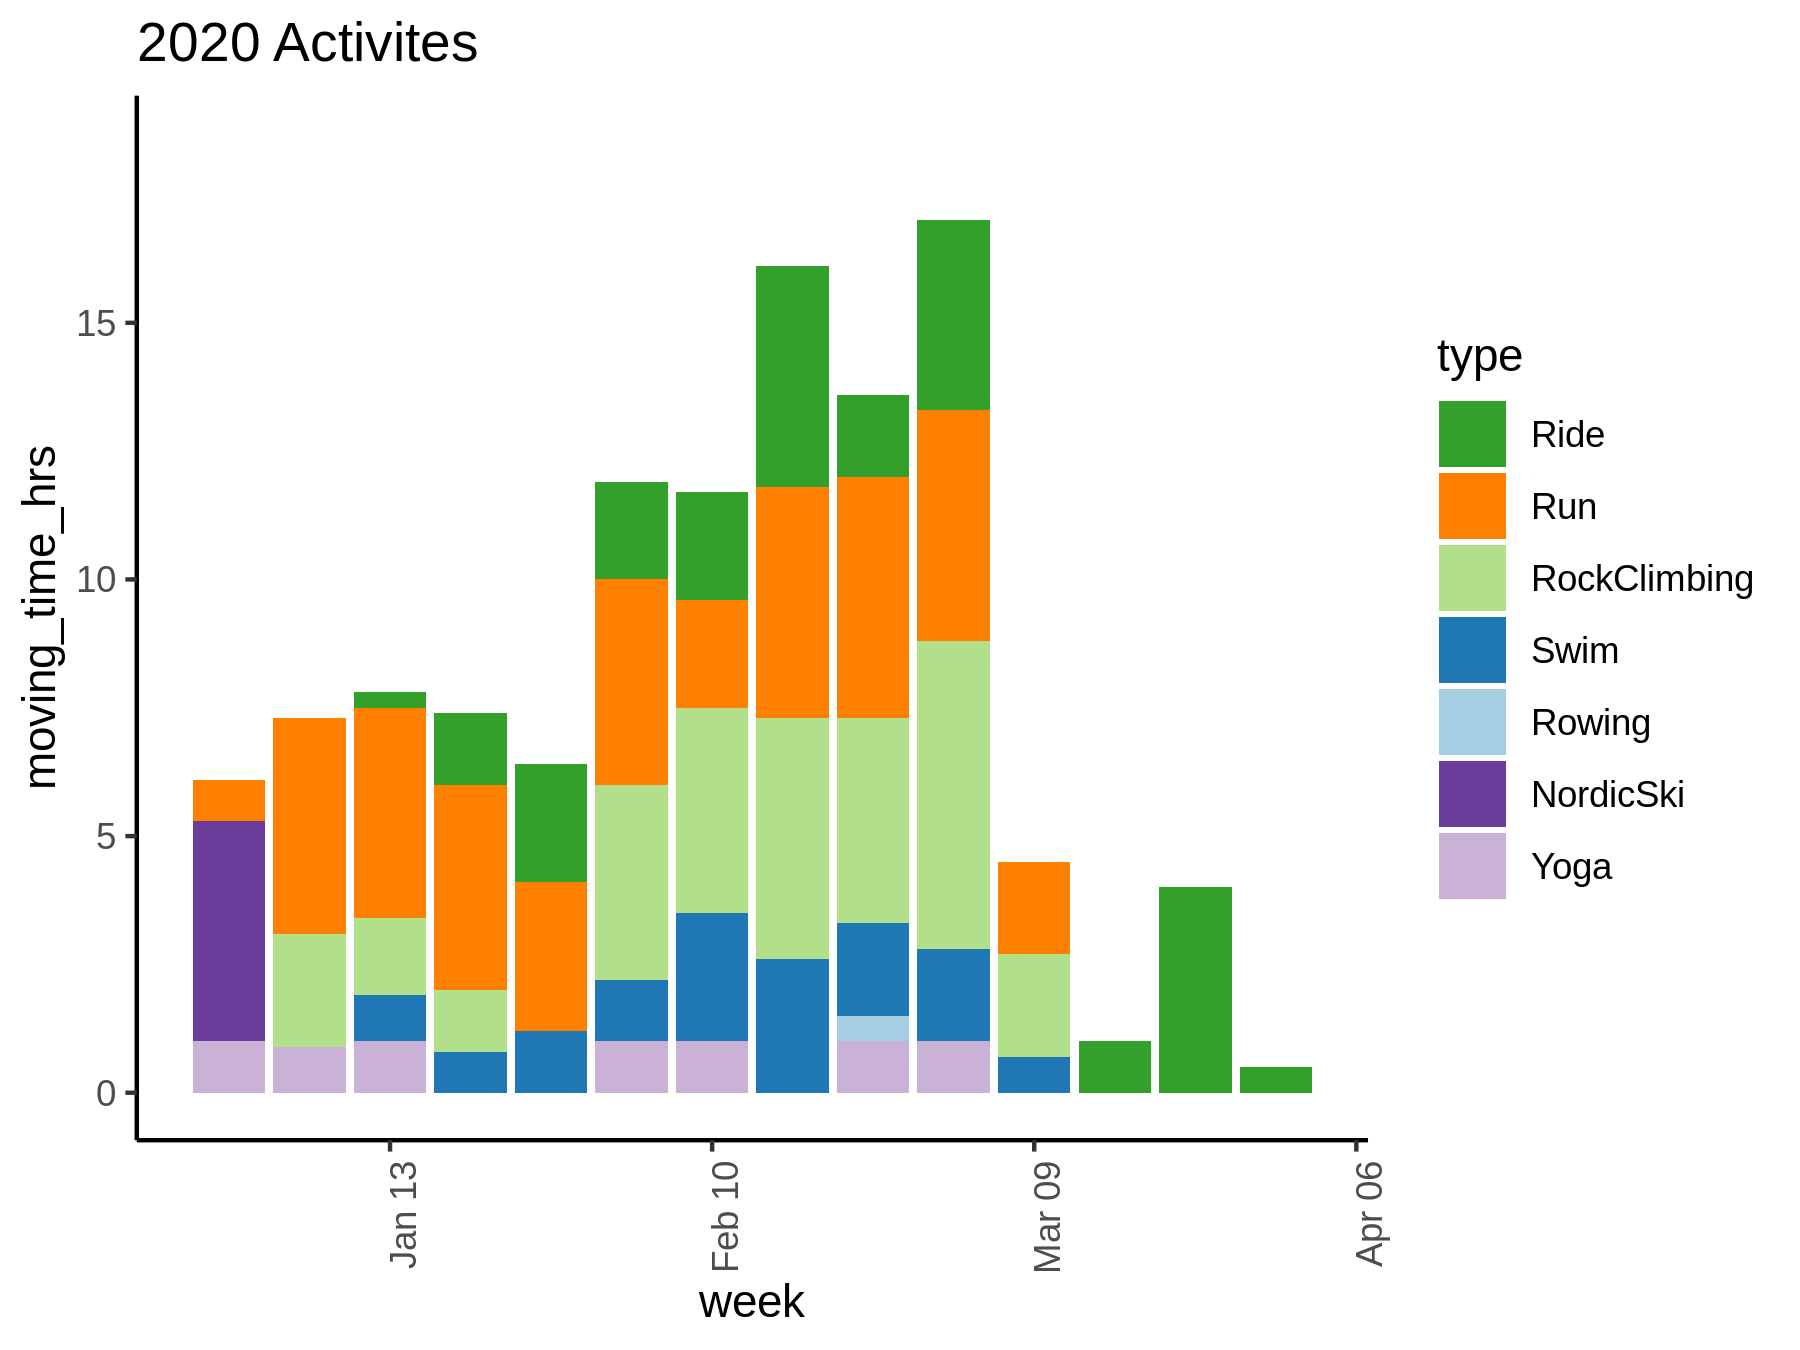 2020 Activites
moving_time_hrs
15
10
5
0
Jan 13
Feb 10
Mar 09
Apr 06
week
type
Ride
Run
RockClimbing
Swim
Rowing
NordicSki
Yoga